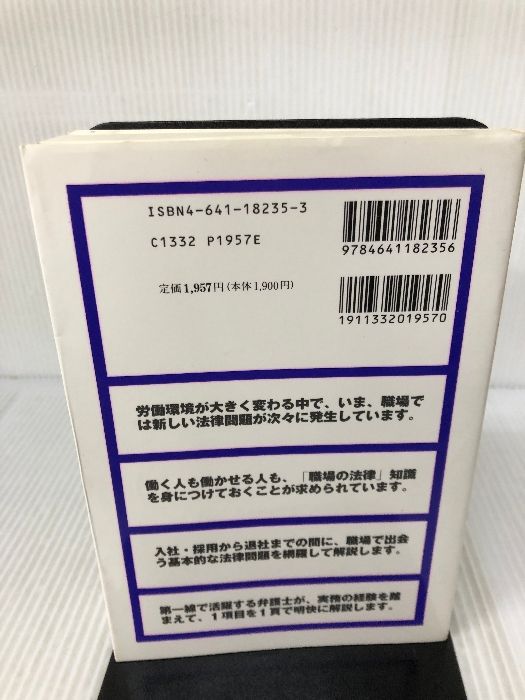 ISBN4-641-18235-3
C1332 P1957E
9784641182356
定価1,957円(本体1,900円)
1911332019570
労働環境が大きく変わる中で、いま、職場で
は新しい法律問題が次々に発生しています。
働く人も働かせる人も、「職場の法律」知識
を身につけておくことが求められています。
入社・採用から退社までの間に、職場で出会
う基本的な法律問題を網羅して解説します。
第一線で活躍する弁護士が、実務の経験を踏
まえて、1項目を1頁で明快に解説します。